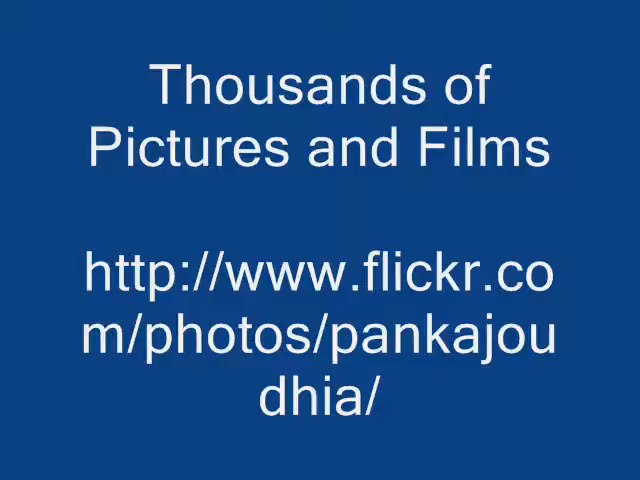 Thousands of
Pictures and Films
http://www.flickr.co
m/photos/pankajou
dhia/